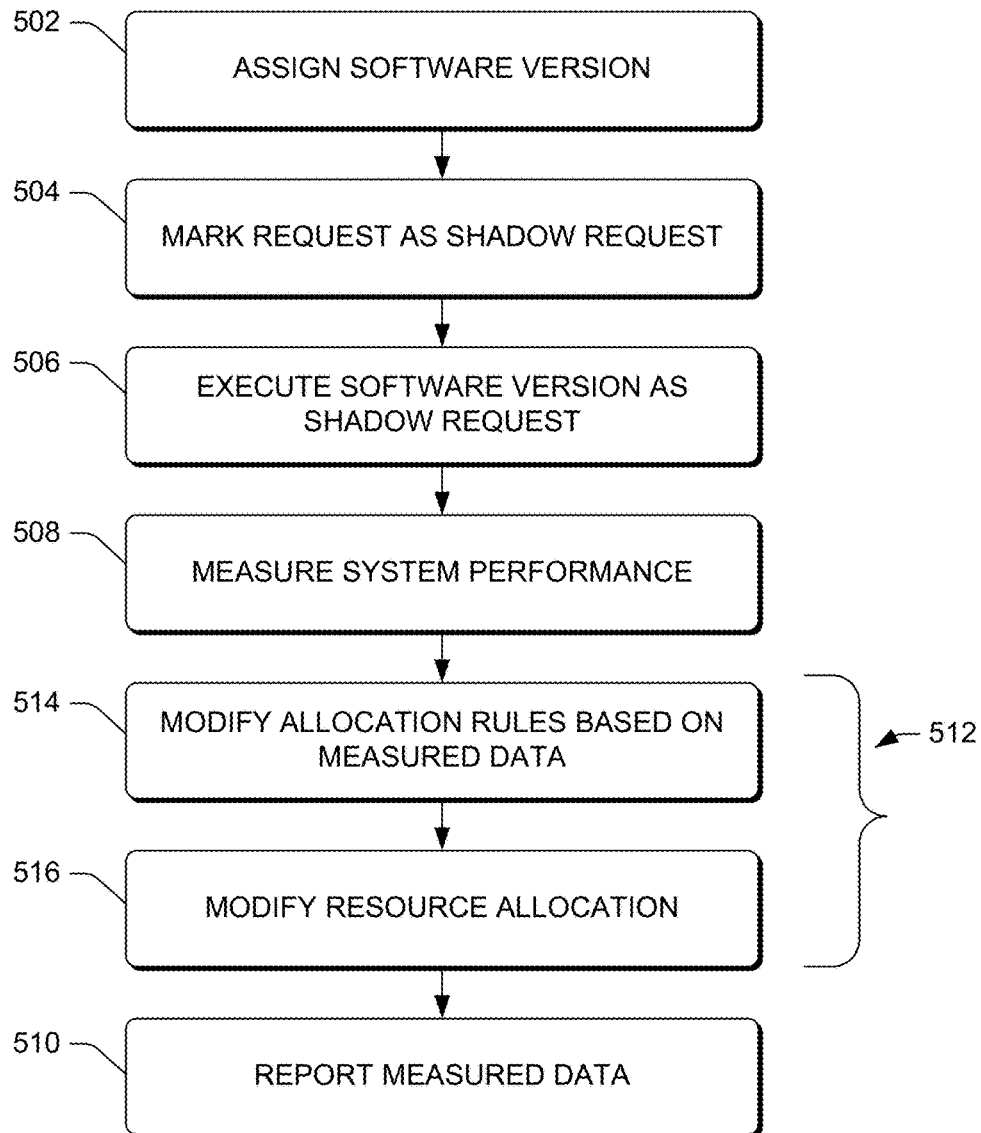 502
ASSIGN SOFTWARE VERSION
504
MARK REQUEST AS SHADOW REQUEST
506
EXECUTE SOFTWARE VERSION AS
SHADOW REQUEST
508
MEASURE SYSTEM PERFORMANCE
514
MODIFY ALLOCATION RULES BASED ON
MEASURED DATA
512
516
MODIFY RESOURCE ALLOCATION
510
REPORT MEASURED DATA